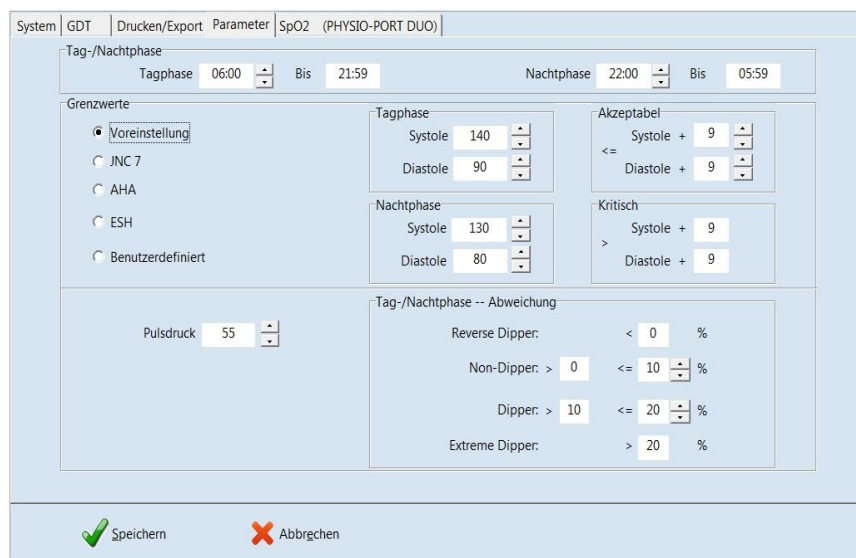 System GDT Drucken/Export Parameter SpO2 (PHYSIO-PORT DUO)
Tag-/Nachtphase
Tagphase 06:00 Bis 21:59 Nachtphase 22:00 Bis 05:59
Grenzwerte
Voreinstellung
JNC 7
AHA
ESH
Benutzerdefiniert
Tagphase
Systole 140
Diastole 90
Akzeptabel
<=
Systole + 9
Diastole + 9
Nachtphase
Systole 130
Diastole 80
Kritisch
>
Systole + 9
Diastole + 9
Pulsdruck 55
Tag-/Nachtphase -- Abweichung
Reverse Dipper: < 0 %
Non-Dipper: > 0 <= 10 %
Dipper: > 10 <= 20 %
Extreme Dipper: > 20 %
Speichern Abbrechen